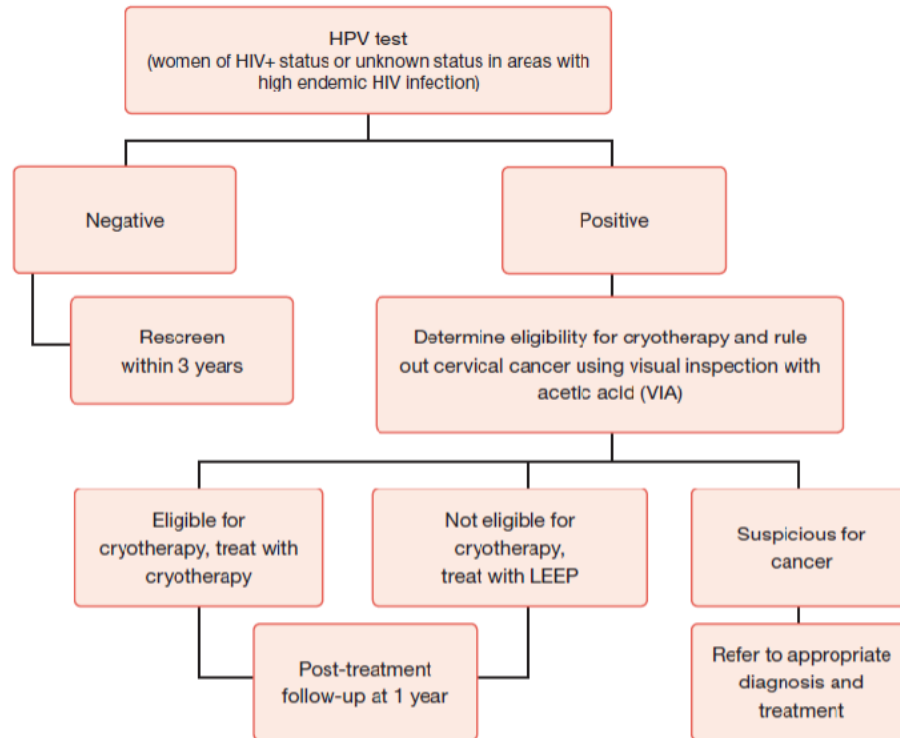 HPV test
(women of HIV+ status or unknown status in areas with
high endemic HIV infection)
Negative
Positive
Rescreen
within 3 years
Determine eligibility for cryotherapy and rule
out cervical cancer using visual inspection with
acetic acid (VIA)
Eligible for
cryotherapy, treat with
cryotherapy
Not eligible for
cryotherapy,
treat with LEEP
Suspicious for
cancer
Post-treatment
follow-up at 1 year
Refer to appropriate
diagnosis and
treatment